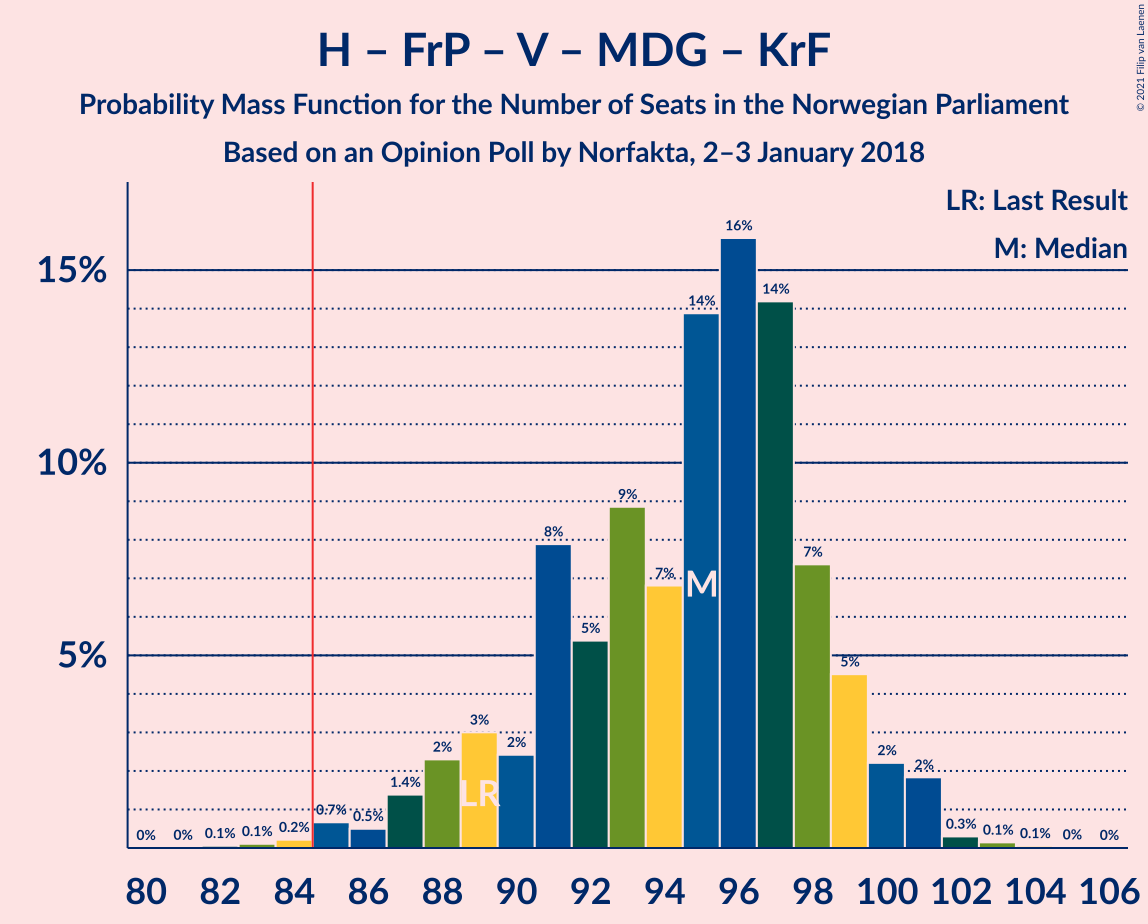 H – FrP – V – MDG – KrF
Probability Mass Function for the Number of Seats in the Norwegian Parliament
Based on an Opinion Poll by Norfakta, 2–3 January 2018
© 2021 Filip van Laenen
LR: Last Result
M: Median
15%
10%
5%
0% 0% 0.1% 0.1% 0.2% 0.7% 0.5% 1.4% 2% 3% 2% 8% 5% 9% 7% 14% 16% 14% 7% 5% 2% 2% 0.3% 0.1% 0.1% 0% 0%
LR
M
80 82 84 86 88 90 92 94 96 98 100 102 104 106